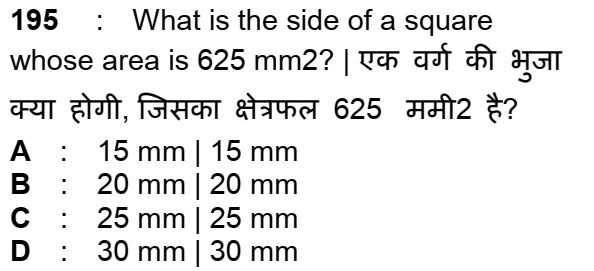 195 : What is the side of a square
whose area is 625 mm2? | एक वर्ग की भुजा
क्या होगी, जिसका क्षेत्रफल 625 ममी2 है?
A : 15 mm | 15 mm
B : 20 mm | 20 mm
C : 25 mm | 25 mm
D : 30 mm | 30 mm